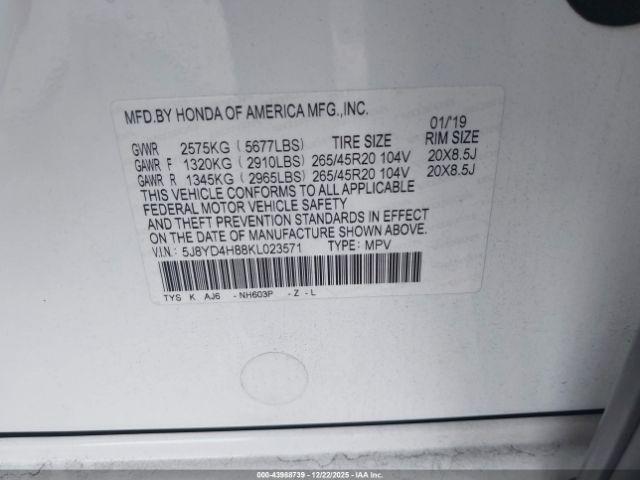 MFD.BY HONDA OF AMERICA MFG.,INC. 01/'19
GVWR 2575KG ( 5677LBS) TIRE SIZE RIM SIZE
GAWR F 1320KG ( 2910LBS) 265/45R20 104V 20X8.5J
GAWR R 1345KG ( 2965LBS) 265/45R20 104V 20X8.5J
THIS VEHICLE CONFORMS TO ALL APPLICABLE
FEDERAL MOTOR VEHICLE SAFETY
AND THEFT PREVENTION STANDARDS IN EFFECT
ON THE DATE OF MANUFACTURE SHOWN ABOVE.
V.I.N.: 5J8YD4H88KL023571 TYPE: MPV
TYS K AJ6 -NH603P -Z -L
000-43988739 | 12/22/2025 | IAA